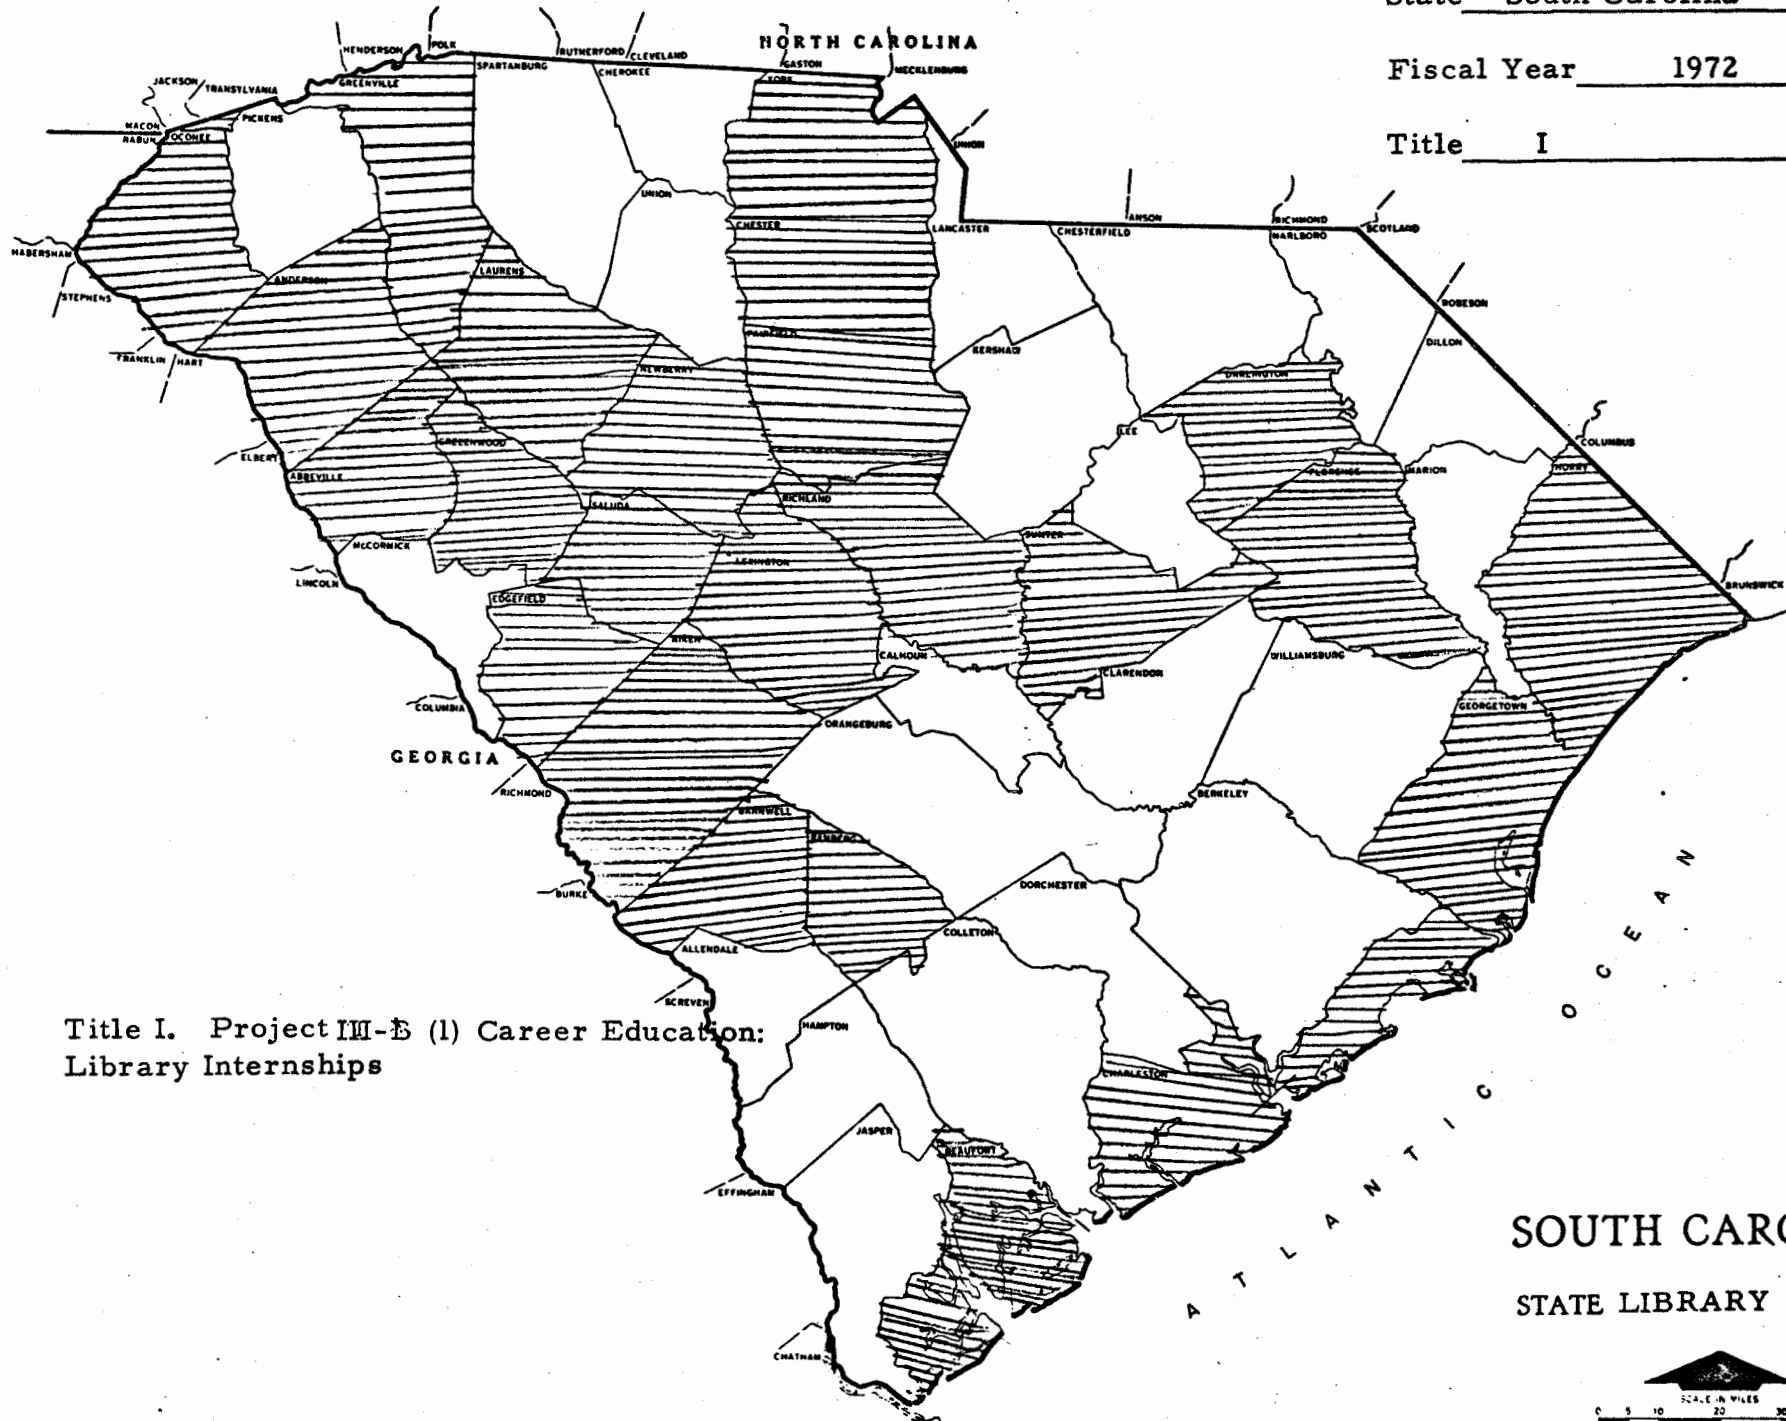 State South Carolina
Fiscal Year 1972
Title I
NORTH CAROLINA
HENDERSON
POLK
RUTHERFORD
CLEVELAND
GASTON
MECKLENBURG
JACKSON
TRANSYLVANIA
GREENVILLE
SPARTANBURG
CHEROKEE
YORK
MACON
RABUN
OCONEE
PICKENS
UNION
UNION
CHESTER
LANCASTER
CHESTERFIELD
ANSON
RICHMOND
MARLBORO
SCOTLAND
HABERSHAM
STEPHENS
ANDERSON
LAURENS
ROBESON
FRANKLIN
HART
FAIRFIELD
KERSHAW
DILLON
NEWBERRY
DARLINGTON
LEE
GREENWOOD
ELBERT
ABBEVILLE
COLUMBUS
HORRY
FLORENCE
MARION
SALUDA
RICHLAND
McCORMICK
LEXINGTON
SUMTER
LINCOLN
EDGEFIELD
BRUNSWICK
AIKEN
CALHOUN
CLARENDON
WILLIAMSBURG
COLUMBIA
ORANGEBURG
GEORGETOWN
GEORGIA
RICHMOND
BARNWELL
BAMBERG
BERKELEY
BURKE
DORCHESTER
ALLENDALE
COLLETON
SCREVEN
HAMPTON
Title I. Project III-B (1) Career Education:
Library Internships
CHARLESTON
JASPER
BEAUFORT
EFFINGHAM
CHATHAM
ATLANTIC OCEAN
SOUTH CARO
STATE LIBRARY
SCALE IN MILES
0 5 10 20 30